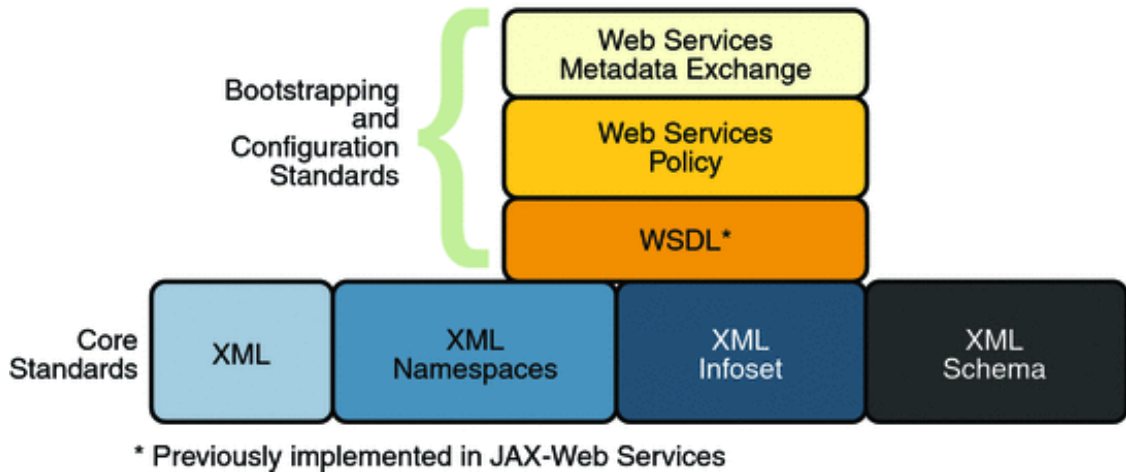 Web Services
Metadata Exchange
Bootstrapping
and
Configuration
Standards
Web Services
Policy
WSDL*
Core
Standards
XML
XML
Namespaces
XML
Infoset
XML
Schema
* Previously implemented in JAX-Web Services